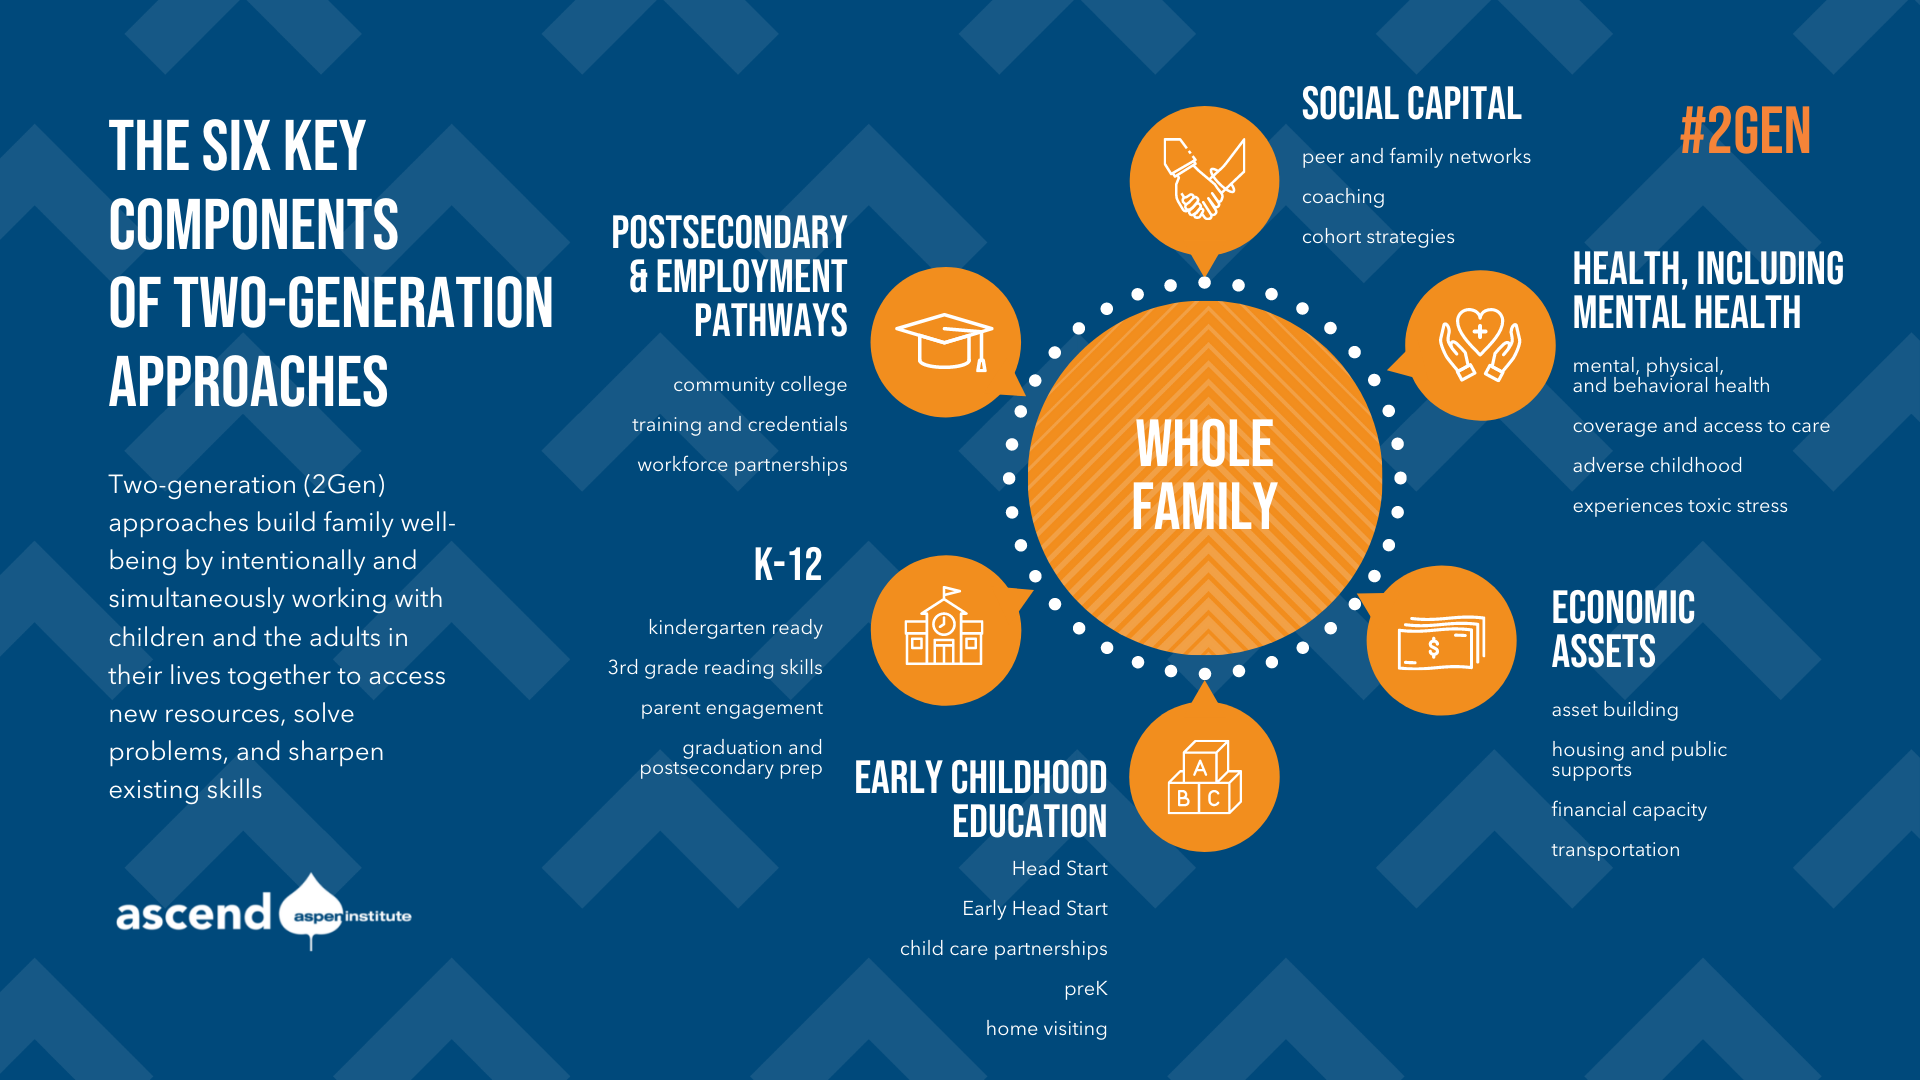 THE SIX KEY
COMPONENTS
OF TWO-GENERATION
APPROACHES
Two-generation (2Gen)
approaches build family well-
being by intentionally and
simultaneously working with
children and the adults in
their lives together to access
new resources, solve
problems, and sharpen
existing skills
ascend
aspen institute
#2GEN
WHOLE
FAMILY
SOCIAL CAPITAL
peer and family networks
coaching
cohort strategies
HEALTH, INCLUDING
MENTAL HEALTH
mental, physical,
and behavioral health
coverage and access to care
adverse childhood
experiences toxic stress
$
ECONOMIC
ASSETS
asset building
housing and public
supports
financial capacity
transportation
A
B C
EARLY CHILDHOOD
EDUCATION
Head Start
Early Head Start
child care partnerships
preK
home visiting
K-12
kindergarten ready
3rd grade reading skills
parent engagement
graduation and
postsecondary prep
POSTSECONDARY
& EMPLOYMENT
PATHWAYS
community college
training and credentials
workforce partnerships